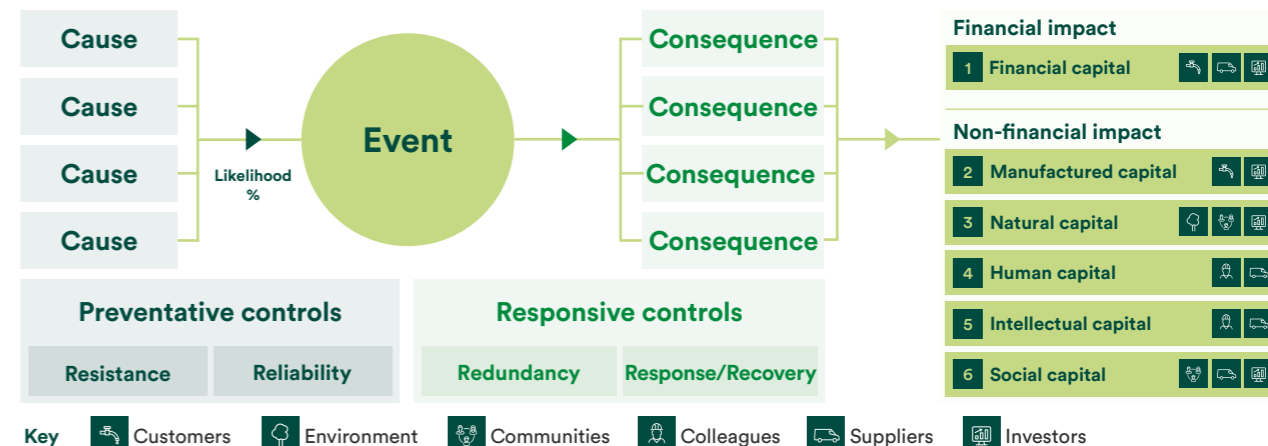 Cause
Cause
Cause
Cause
Likelihood
%
Event
Consequence
Consequence
Consequence
Consequence
Preventative controls
Resistance
Reliability
Responsive controls
Redundancy
Response/Recovery
Financial impact
1 Financial capital
Non-financial impact
2 Manufactured capital
3 Natural capital
4 Human capital
5 Intellectual capital
6 Social capital
Key Customers Environment Communities Colleagues Suppliers Investors